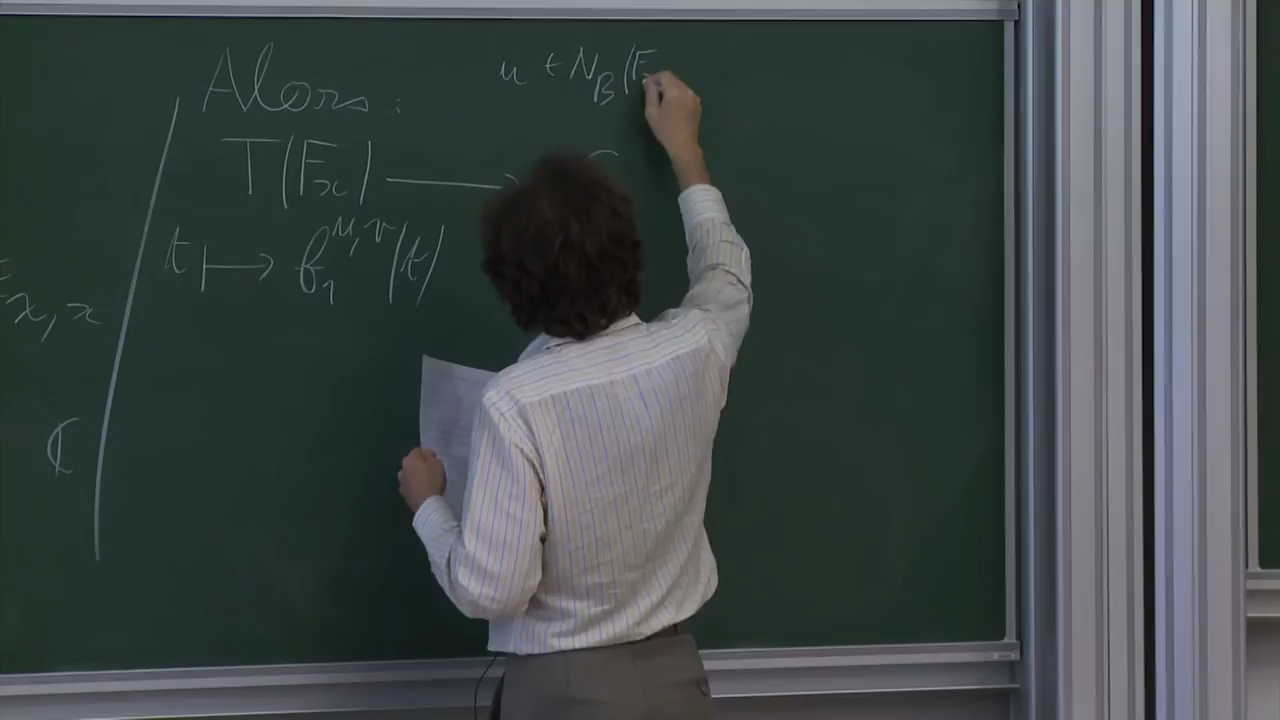 Alors :
u ∈ N_B(F
T(F_x) ⟶
t ⟼ f_1^{u,v}(t)
x, x
ℂ